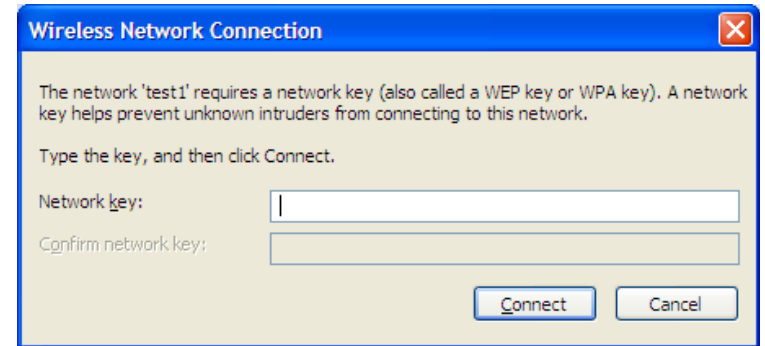 Wireless Network Connection
The network 'test1' requires a network key (also called a WEP key or WPA key). A network
key helps prevent unknown intruders from connecting to this network.
Type the key, and then click Connect.
Network key:
Confirm network key:
Connect Cancel